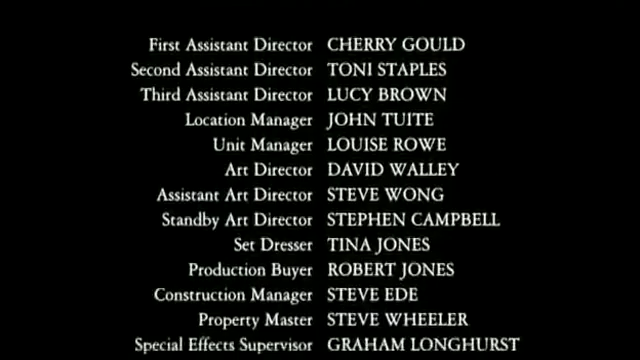 First Assistant Director CHERRY GOULD
Second Assistant Director TONI STAPLES
Third Assistant Director LUCY BROWN
Location Manager JOHN TUITE
Unit Manager LOUISE ROWE
Art Director DAVID WALLEY
Assistant Art Director STEVE WONG
Standby Art Director STEPHEN CAMPBELL
Set Dresser TINA JONES
Production Buyer ROBERT JONES
Construction Manager STEVE EDE
Property Master STEVE WHEELER
Special Effects Supervisor GRAHAM LONGHURST